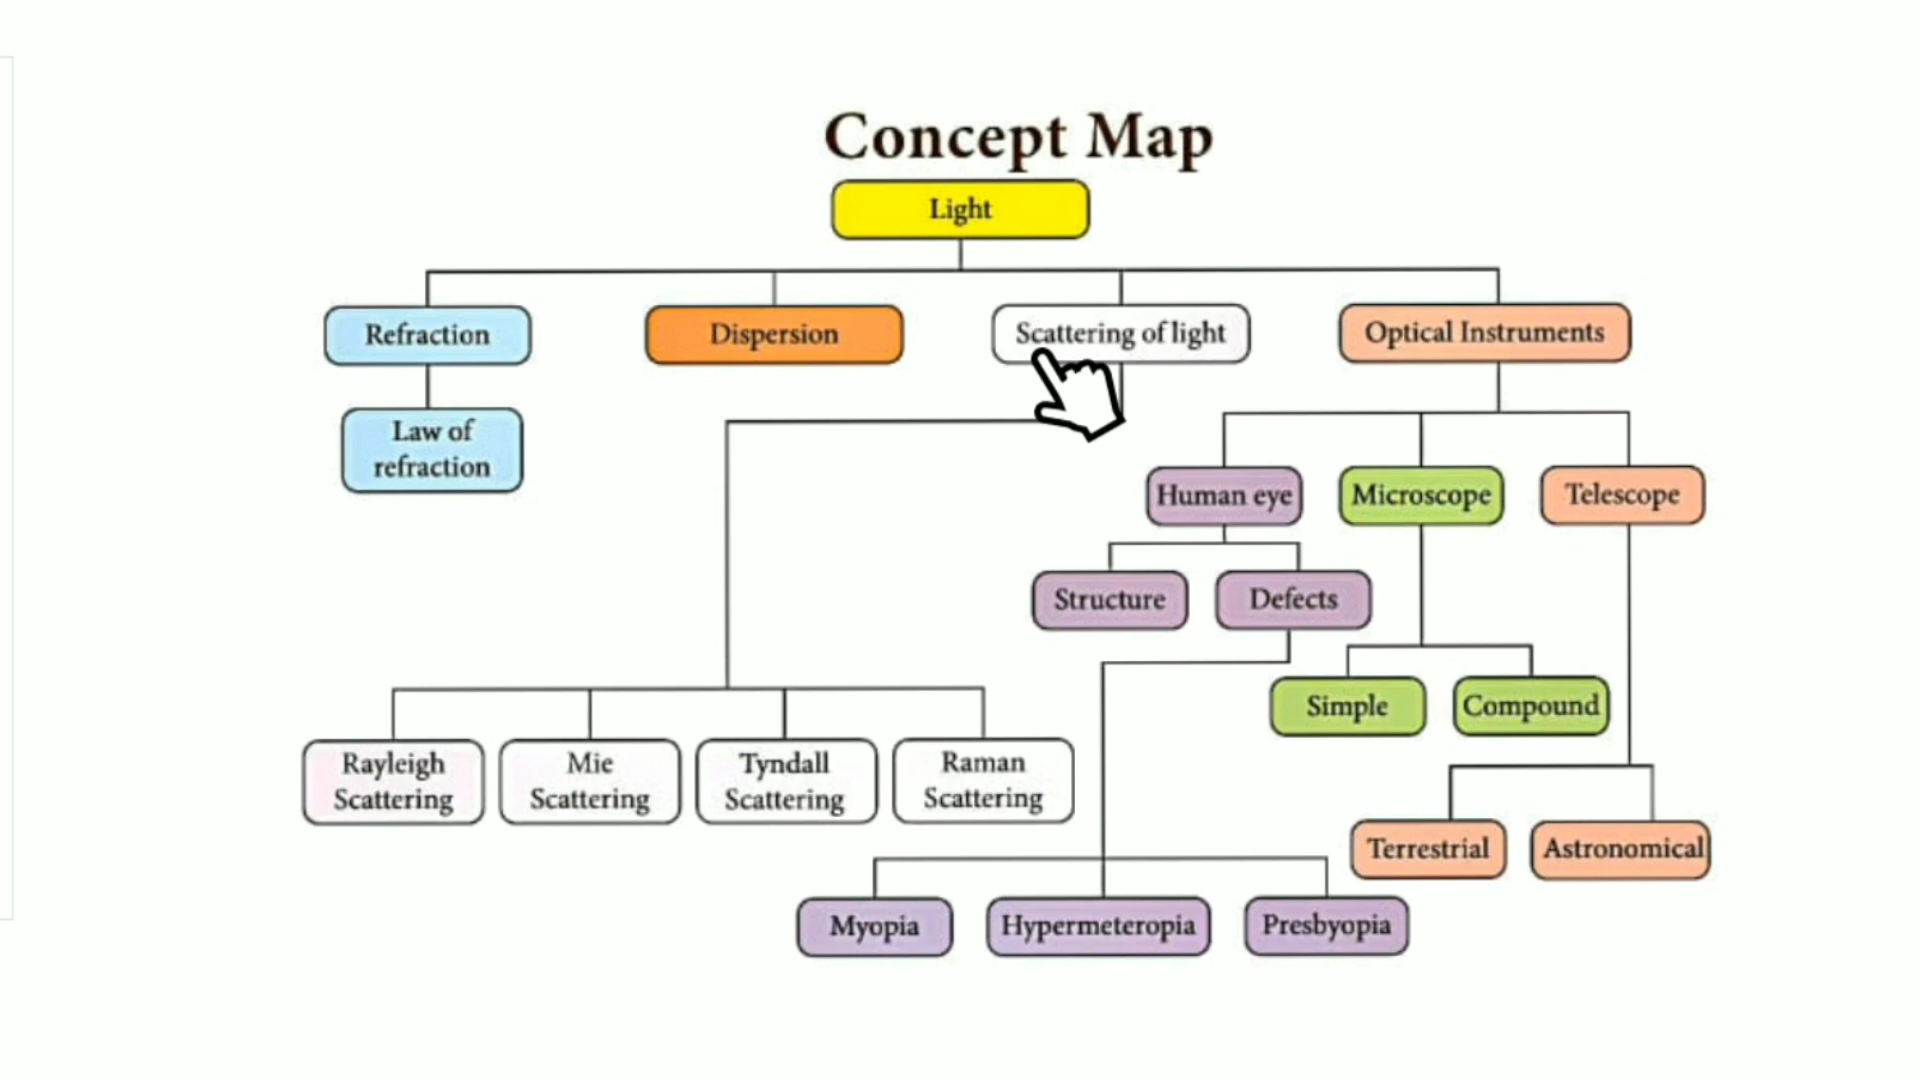 Concept Map
Light
Refraction
Dispersion
Scattering of light
Optical Instruments
Law of
refraction
Human eye
Microscope
Telescope
Structure
Defects
Simple
Compound
Rayleigh
Scattering
Mie
Scattering
Tyndall
Scattering
Raman
Scattering
Terrestrial
Astronomical
Myopia
Hypermeteropia
Presbyopia